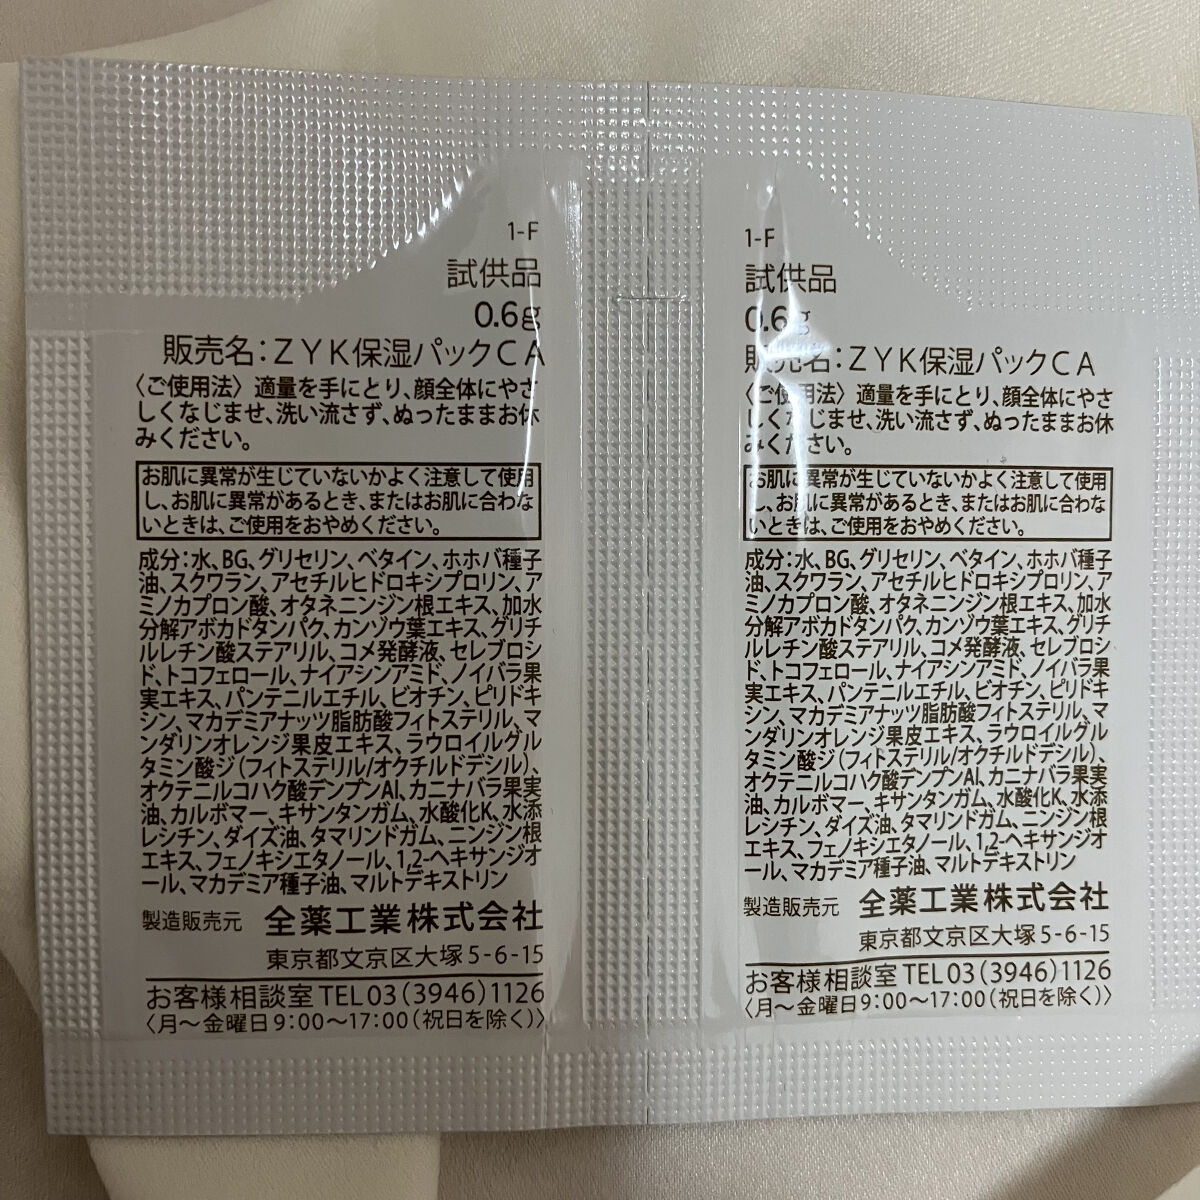 1-F
試供品
0.6g
販売名：ZYK保湿パックCA
〈ご使用法〉適量を手にとり、顔全体にやさ
しくなじませ、洗い流さず、ぬったままお休
みください。
お肌に異常が生じていないかよく注意して使用
し、お肌に異常があるとき、またはお肌に合わな
いときは、ご使用をおやめください。
成分：水、BG、グリセリン、ベタイン、ホホバ種子
油、スクワラン、アセチルヒドロキシプロリン、ア
ミノカプロン酸、オタネニンジン根エキス、加水
分解アボカドタンパク、カンゾウ葉エキス、グリチ
ルレチン酸ステアリル、コメ発酵液、セレブロシ
ド、トコフェロール、ナイアシンアミド、ノイバラ果
実エキス、パンテニルエチル、ビオチン、ピリドキ
シン、マカデミアナッツ脂肪酸フィトステリル、マ
ンダリンオレンジ果皮エキス、ラウロイルグル
タミン酸ジ（フィトステリル/オクチルドデシル）、
オクテニルコハク酸デンプンAl、カニナバラ果実
油、カルボマー、キサンタンガム、水酸化K、水添
レシチン、ダイズ油、タマリンドガム、ニンジン根
エキス、フェノキシエタノール、1,2-ヘキサンジオ
ール、マカデミア種子油、マルトデキストリン
製造販売元 全薬工業株式会社
東京都文京区大塚5-6-15
お客様相談室TEL03（3946）1126
〈月～金曜日9:00～17:00（祝日を除く）〉
1-F
試供品
0.6g
販売名：ZYK保湿パックCA
〈ご使用法〉適量を手にとり、顔全体にやさ
しくなじませ、洗い流さず、ぬったままお休
みください。
お肌に異常が生じていないかよく注意して使用
し、お肌に異常があるとき、またはお肌に合わな
いときは、ご使用をおやめください。
成分：水、BG、グリセリン、ベタイン、ホホバ種子
油、スクワラン、アセチルヒドロキシプロリン、ア
ミノカプロン酸、オタネニンジン根エキス、加水
分解アボカドタンパク、カンゾウ葉エキス、グリチ
ルレチン酸ステアリル、コメ発酵液、セレブロシ
ド、トコフェロール、ナイアシンアミド、ノイバラ果
実エキス、パンテニルエチル、ビオチン、ピリドキ
シン、マカデミアナッツ脂肪酸フィトステリル、マ
ンダリンオレンジ果皮エキス、ラウロイルグル
タミン酸ジ（フィトステリル/オクチルドデシル）、
オクテニルコハク酸デンプンAl、カニナバラ果実
油、カルボマー、キサンタンガム、水酸化K、水添
レシチン、ダイズ油、タマリンドガム、ニンジン根
エキス、フェノキシエタノール、1,2-ヘキサンジオ
ール、マカデミア種子油、マルトデキストリン
製造販売元 全薬工業株式会社
東京都文京区大塚5-6-15
お客様相談室TEL03（3946）1126
〈月～金曜日9:00～17:00（祝日を除く）〉